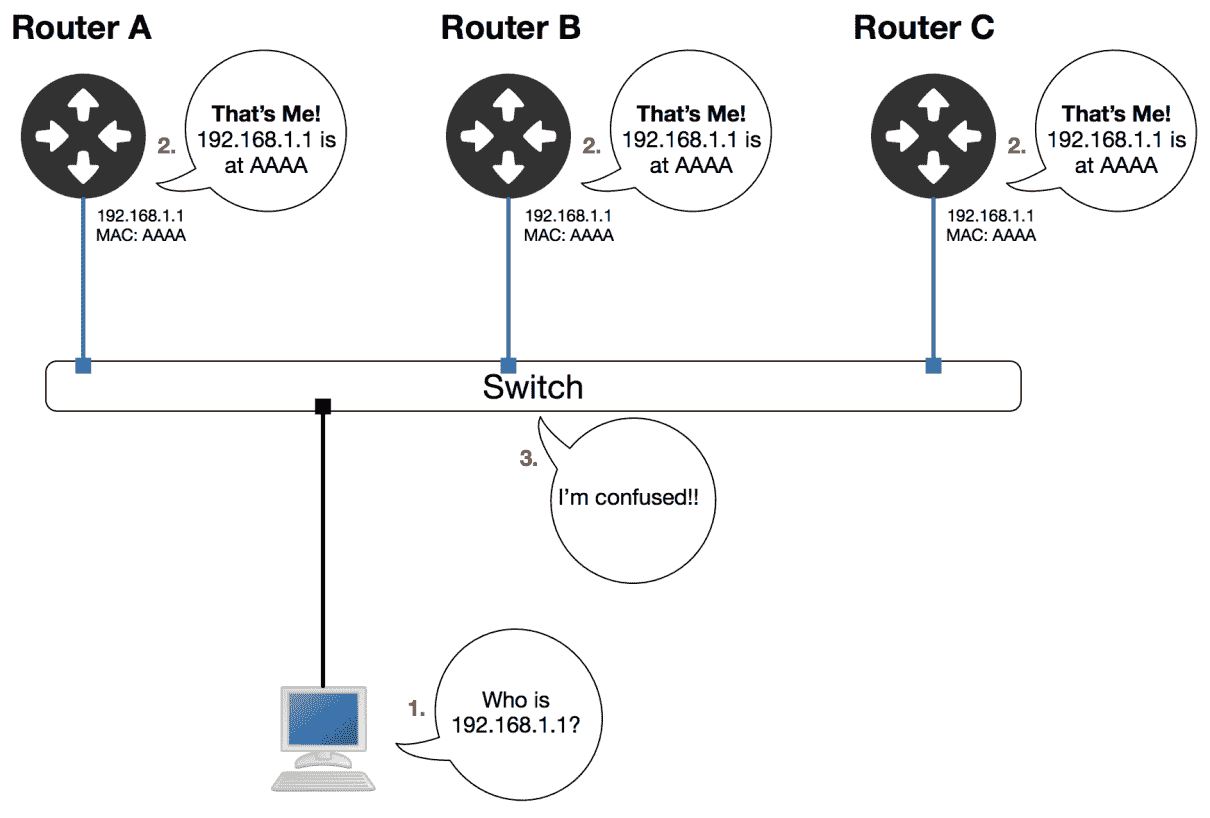 Router A
Router B
Router C
That's Me!
192.168.1.1 is
at AAAA
2.
192.168.1.1
MAC: AAAA
That's Me!
192.168.1.1 is
at AAAA
2.
192.168.1.1
MAC: AAAA
That's Me!
192.168.1.1 is
at AAAA
2.
192.168.1.1
MAC: AAAA
Switch
3.
I'm confused!!
1.
Who is
192.168.1.1?